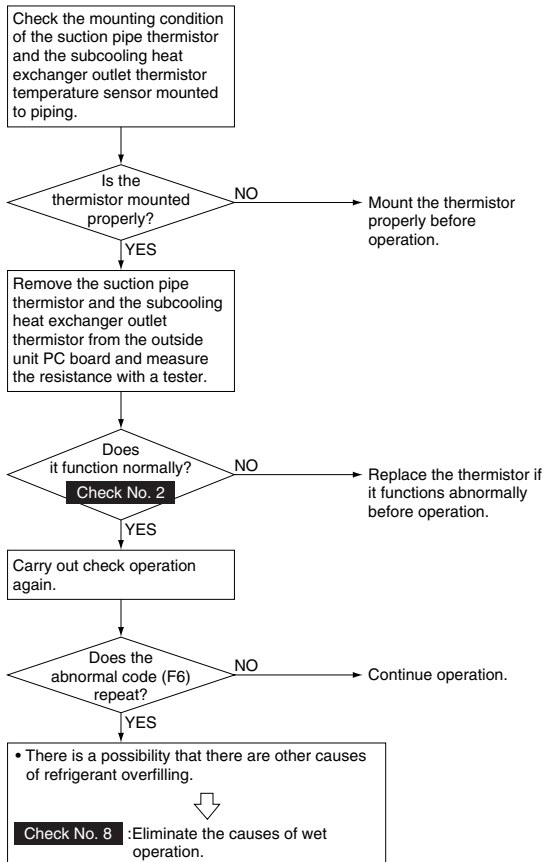 Check the mounting condition
of the suction pipe thermistor
and the subcooling heat
exchanger outlet thermistor
temperature sensor mounted
to piping.
Is the
thermistor mounted
properly?
NO
Mount the thermistor
properly before
operation.
YES
Remove the suction pipe
thermistor and the subcooling
heat exchanger outlet
thermistor from the outside
unit PC board and measure
the resistance with a tester.
Does
it function normally?
Check No. 2
NO
Replace the thermistor if
it functions abnormally
before operation.
YES
Carry out check operation
again.
Does the
abnormal code (F6)
repeat?
NO
Continue operation.
YES
• There is a possibility that there are other causes
of refrigerant overfilling.
Check No. 8 :Eliminate the causes of wet
operation.